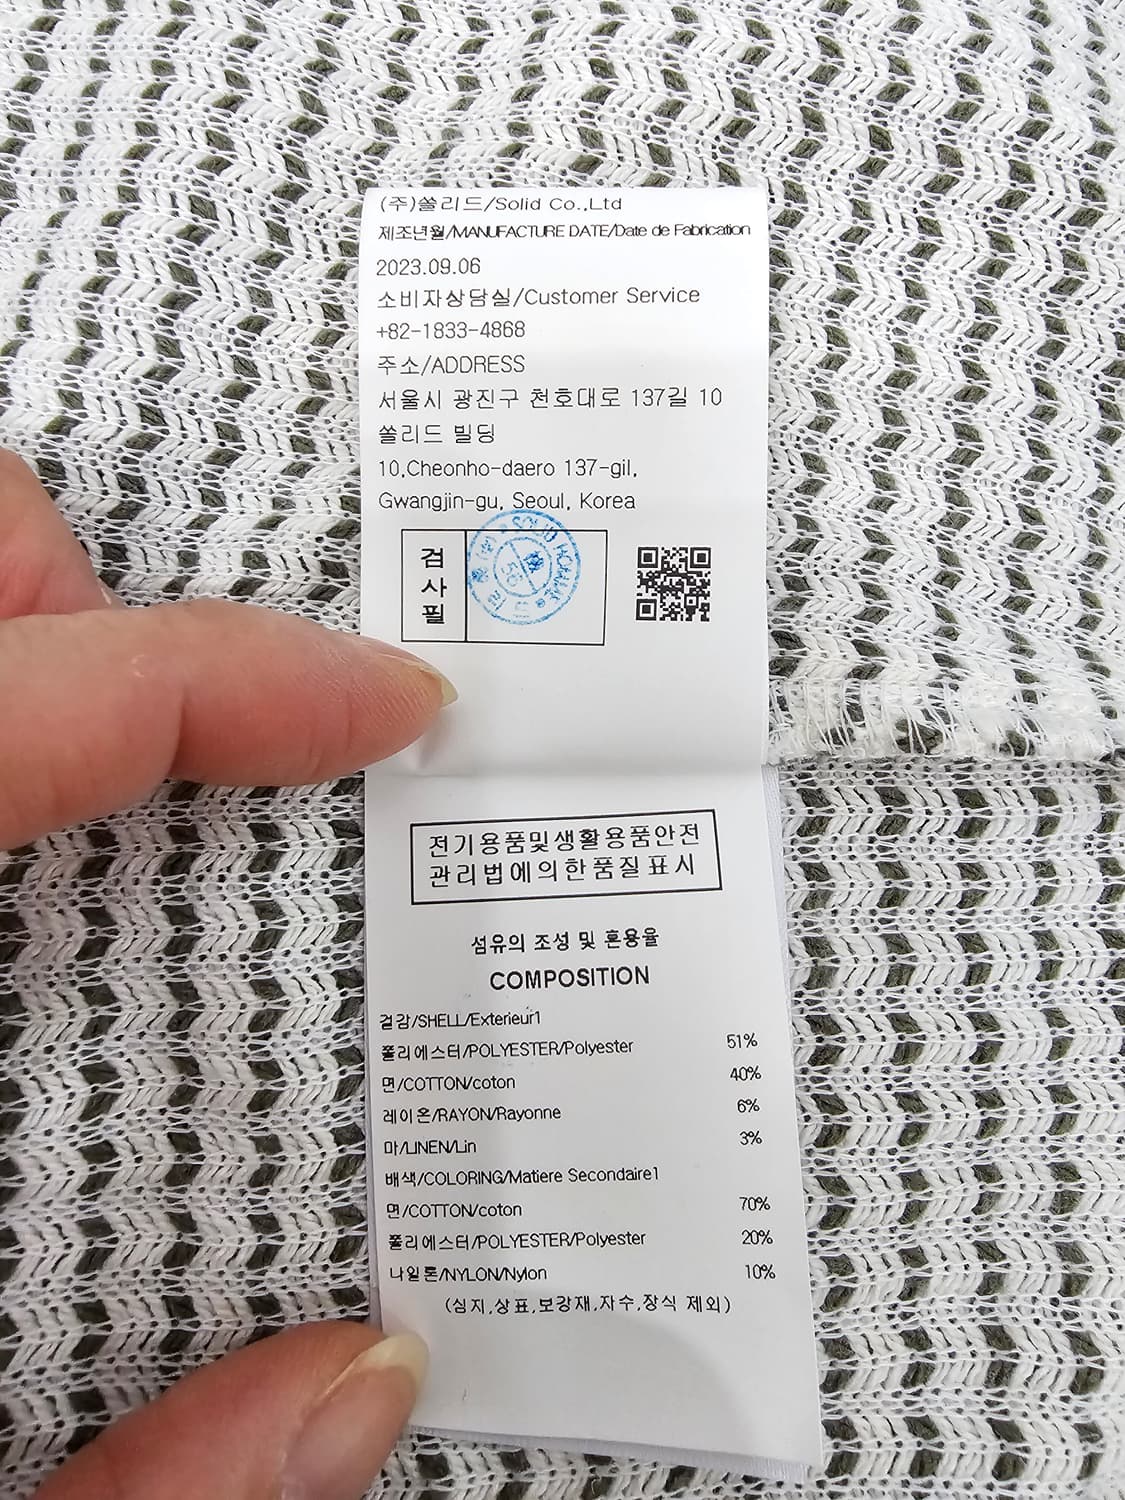 (주)쏠리드/Solid Co.,Ltd
제조년월/MANUFACTURE DATE/Date de Fabrication
2023.09.06
소비자상담실/Customer Service
+82-1833-4868
주소/ADDRESS
서울시 광진구 천호대로 137길 10
쏠리드 빌딩
10,Cheonho-daero 137-gil,
Gwangjin-gu, Seoul, Korea
검사필
SOLID HOMME
전기용품및생활용품안전
관리법에의한품질표시
섬유의 조성 및 혼용율
COMPOSITION
겉감/SHELL/Exterieur1
폴리에스터/POLYESTER/Polyester 51%
면/COTTON/coton 40%
레이온/RAYON/Rayonne 6%
마/LINEN/Lin 3%
배색/COLORING/Matiere Secondaire1
면/COTTON/coton 70%
폴리에스터/POLYESTER/Polyester 20%
나일론/NYLON/Nylon 10%
(심지,상표,보강재,자수,장식 제외)